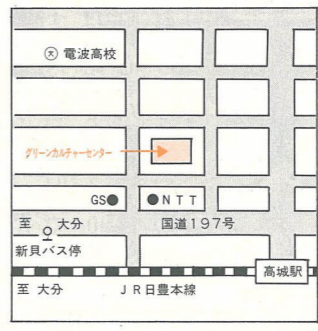 ㊛ 電波高校
グリーンカルチャーセンター
GS
NTT
至 大分
国道197号
新貝バス停
高城駅
至 大分
JR日豊本線